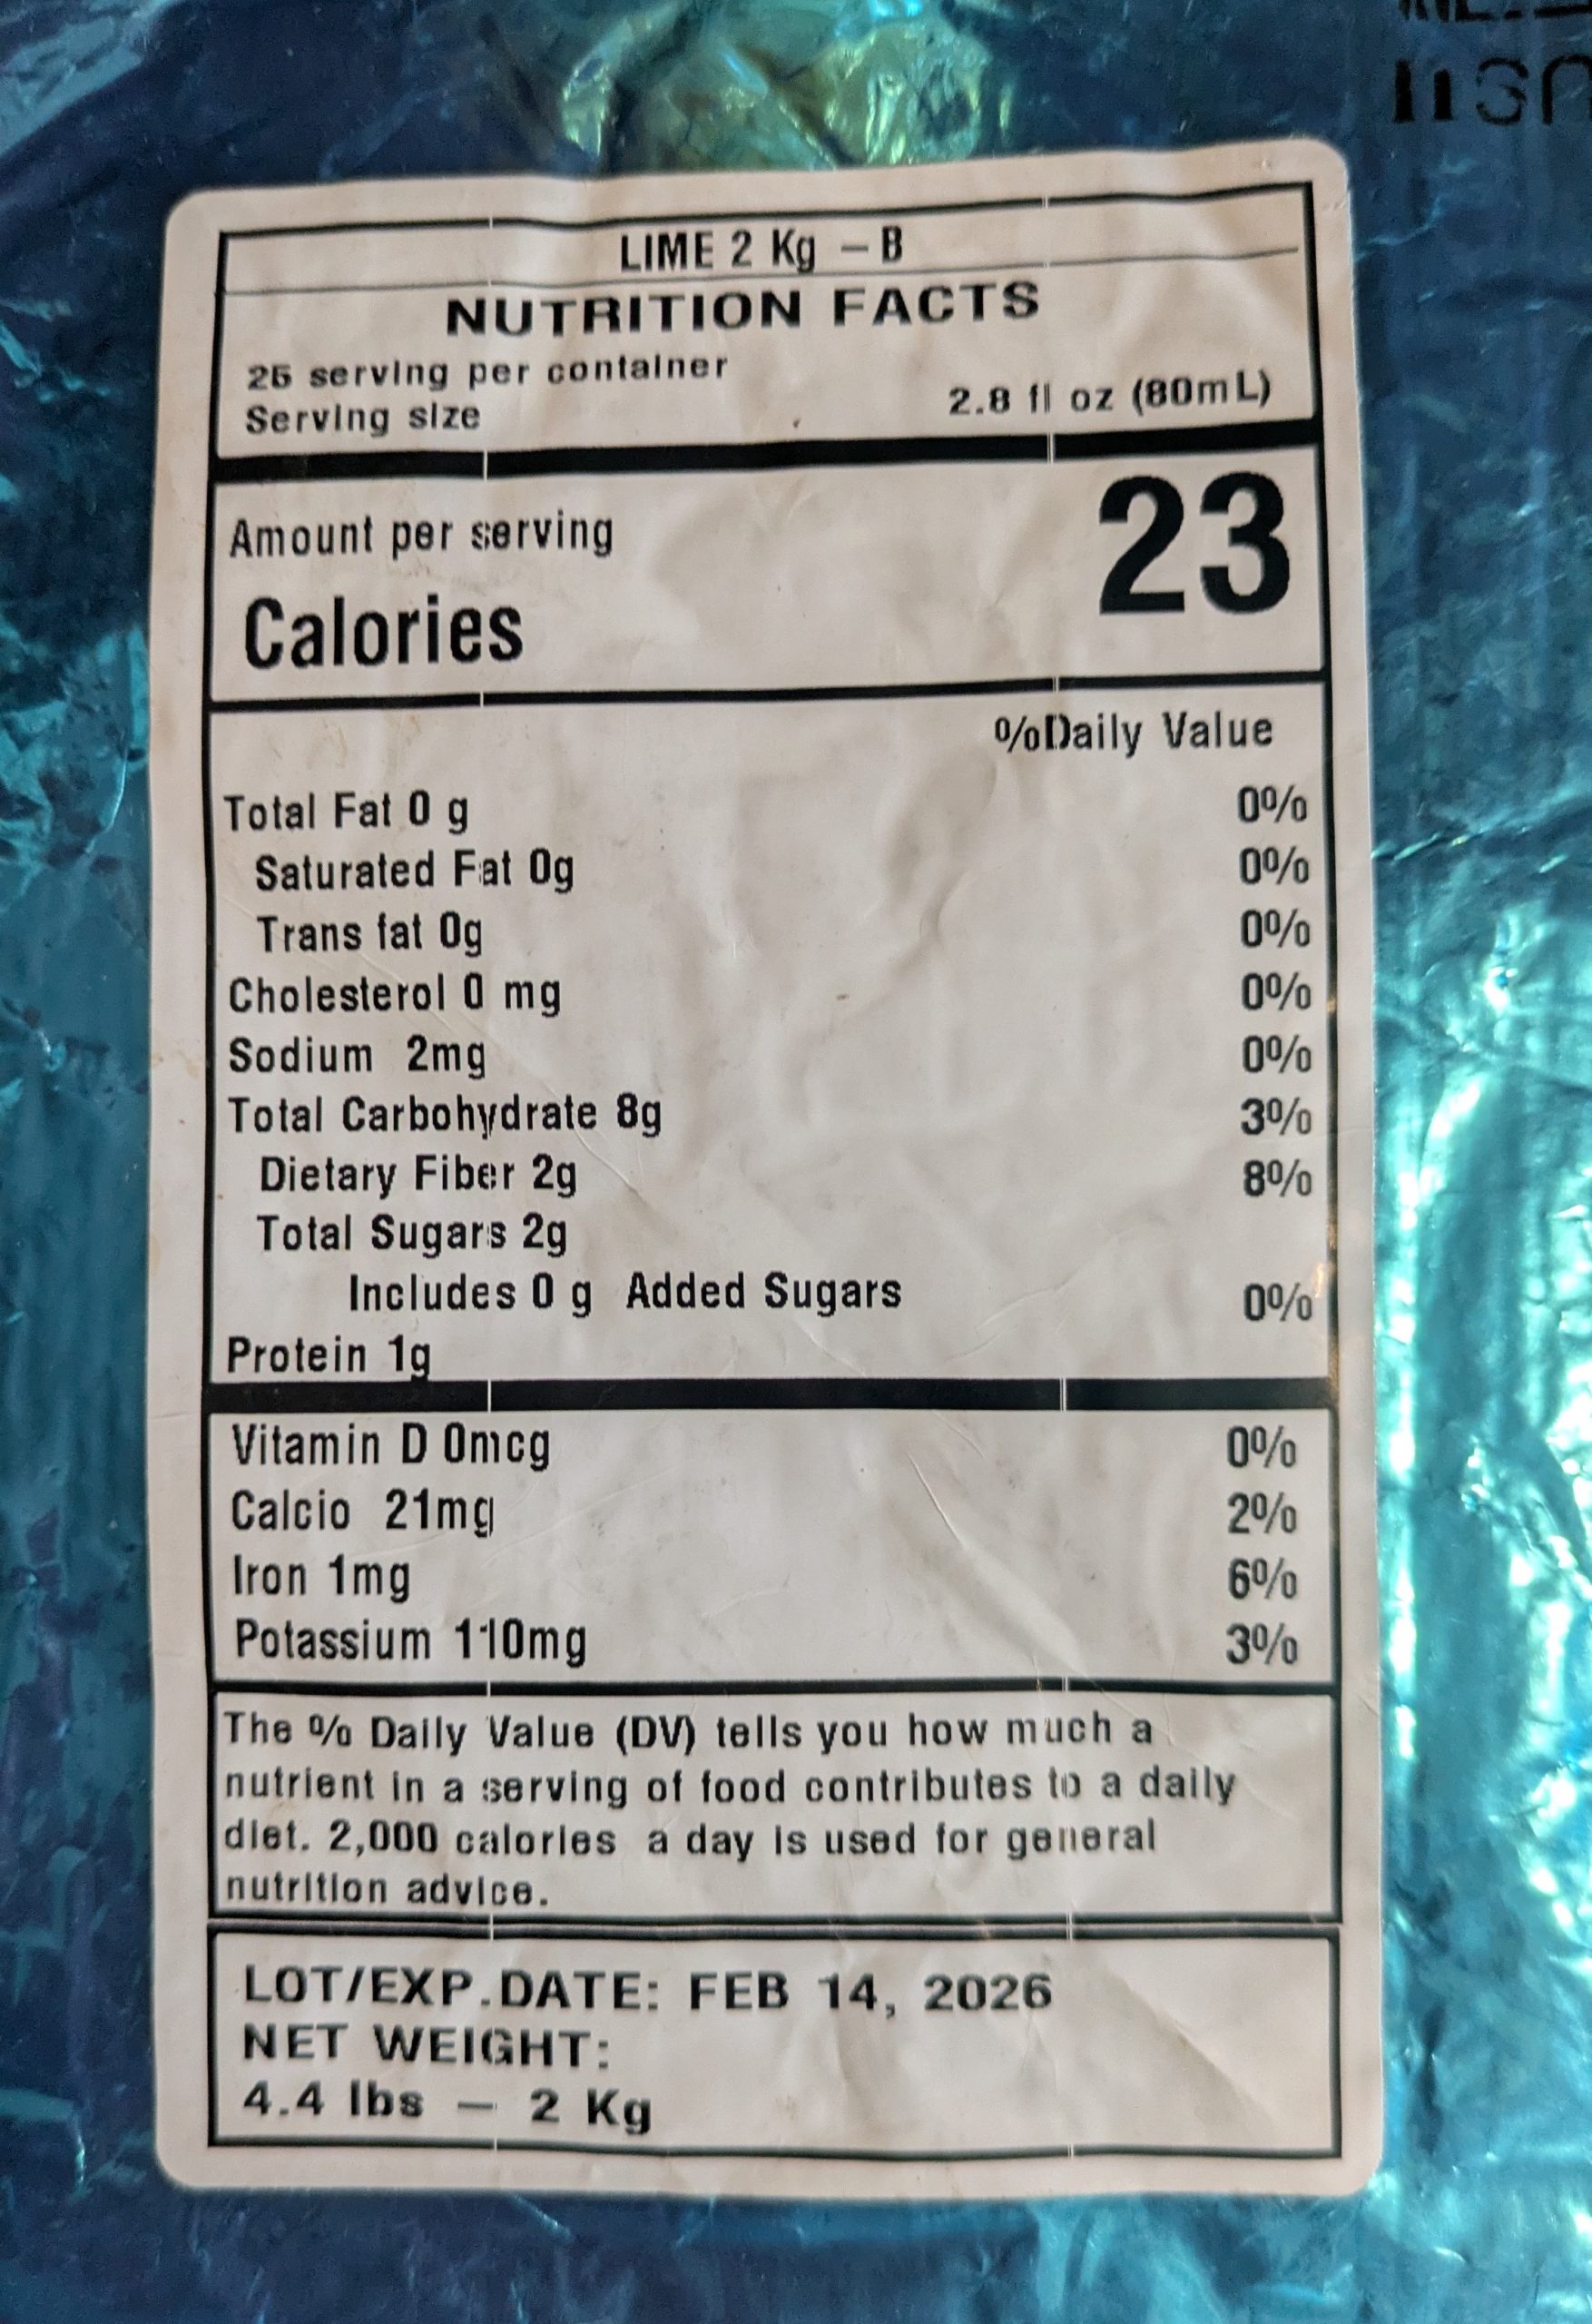 LIME 2 Kg – B
NUTRITION FACTS
25 serving per container
Serving size 2.8 fl oz (80mL)
Amount per serving
Calories 23
%Daily Value
Total Fat 0 g 0%
Saturated Fat 0g 0%
Trans fat 0g 0%
Cholesterol 0 mg 0%
Sodium 2mg 0%
Total Carbohydrate 8g 3%
Dietary Fiber 2g 8%
Total Sugars 2g
Includes 0 g Added Sugars 0%
Protein 1g
Vitamin D 0mcg 0%
Calcio 21mg 2%
Iron 1mg 6%
Potassium 110mg 3%
The % Daily Value (DV) tells you how much a
nutrient in a serving of food contributes to a daily
diet. 2,000 calories a day is used for general
nutrition advice.
LOT/EXP.DATE: FEB 14, 2026
NET WEIGHT:
4.4 lbs – 2 Kg